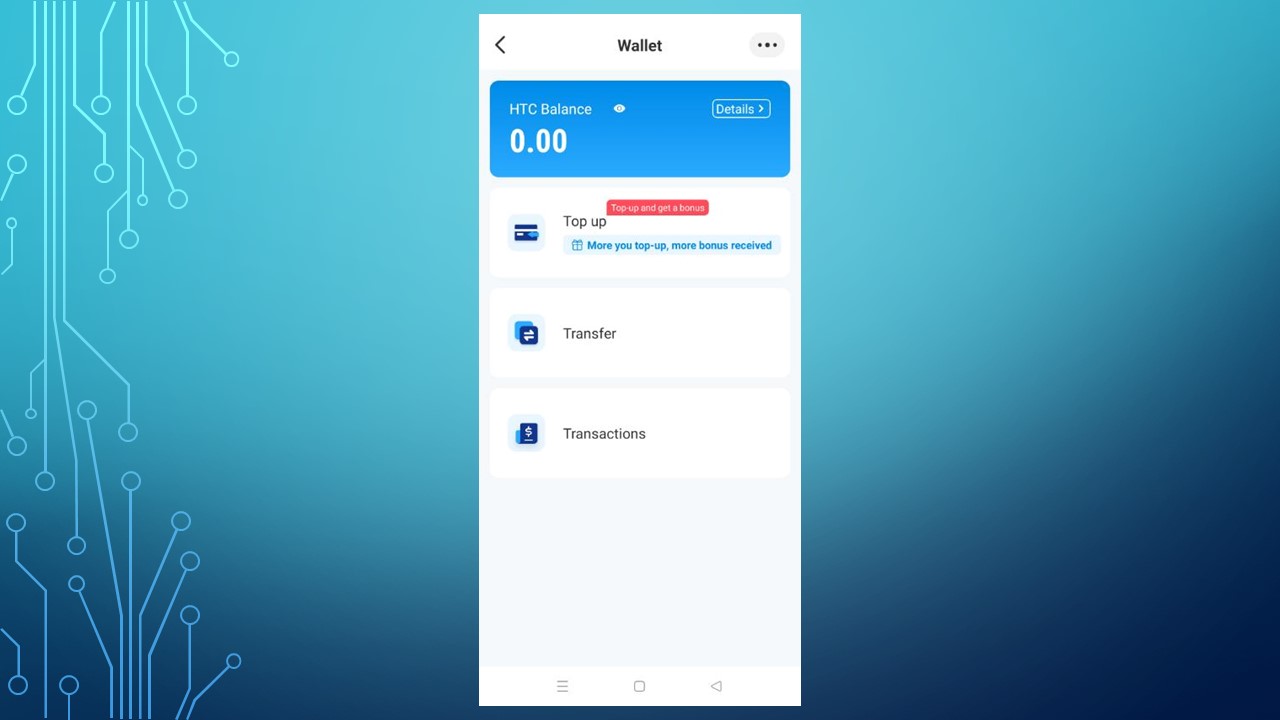 Wallet
HTC Balance
Details
0.00
Top-up and get a bonus
Top up
More you top-up, more bonus received
Transfer
Transactions